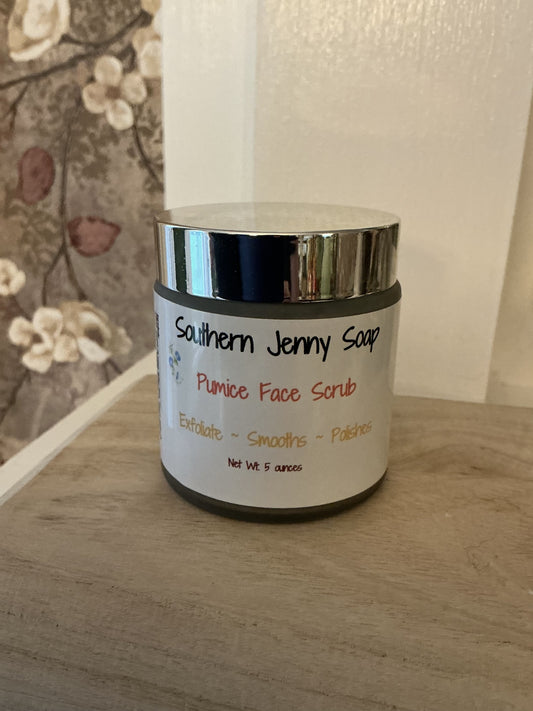 Southern Jenny Soap
Pumice Face Scrub
Exfoliate ~ Smooths ~ Polishes
Net Wt. 5 ounces